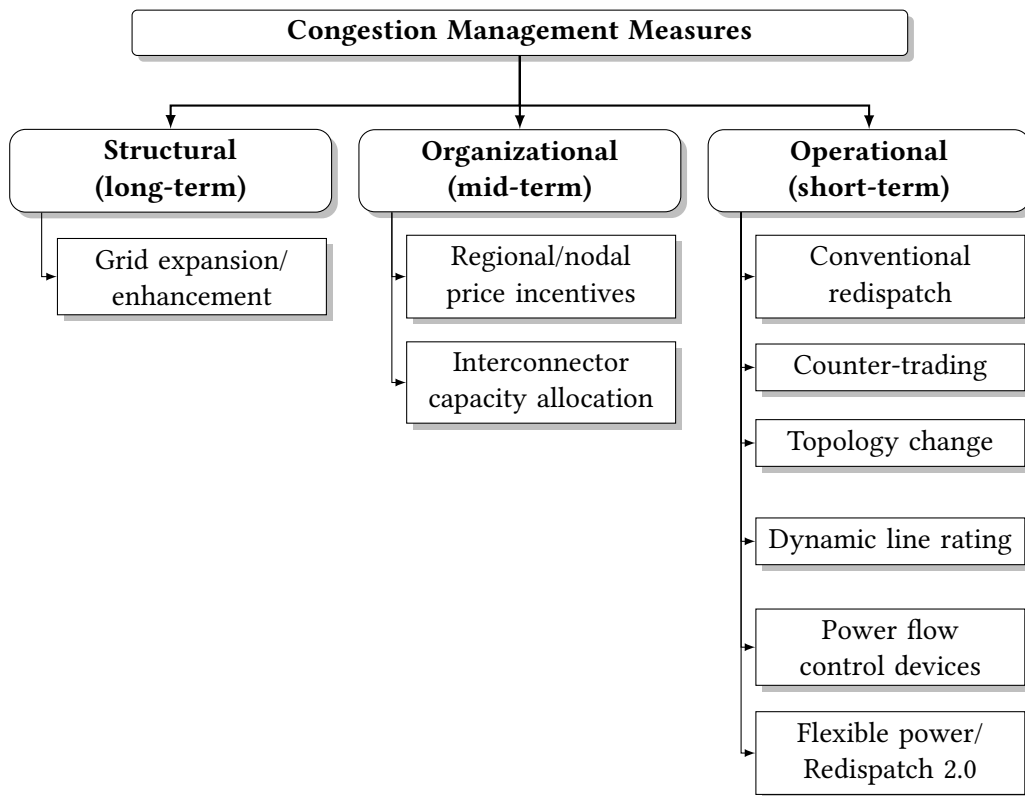 Congestion Management Measures
Structural
(long-term)
Grid expansion/
enhancement
Organizational
(mid-term)
Regional/nodal
price incentives
Interconnector
capacity allocation
Operational
(short-term)
Conventional
redispatch
Counter-trading
Topology change
Dynamic line rating
Power flow
control devices
Flexible power/
Redispatch 2.0